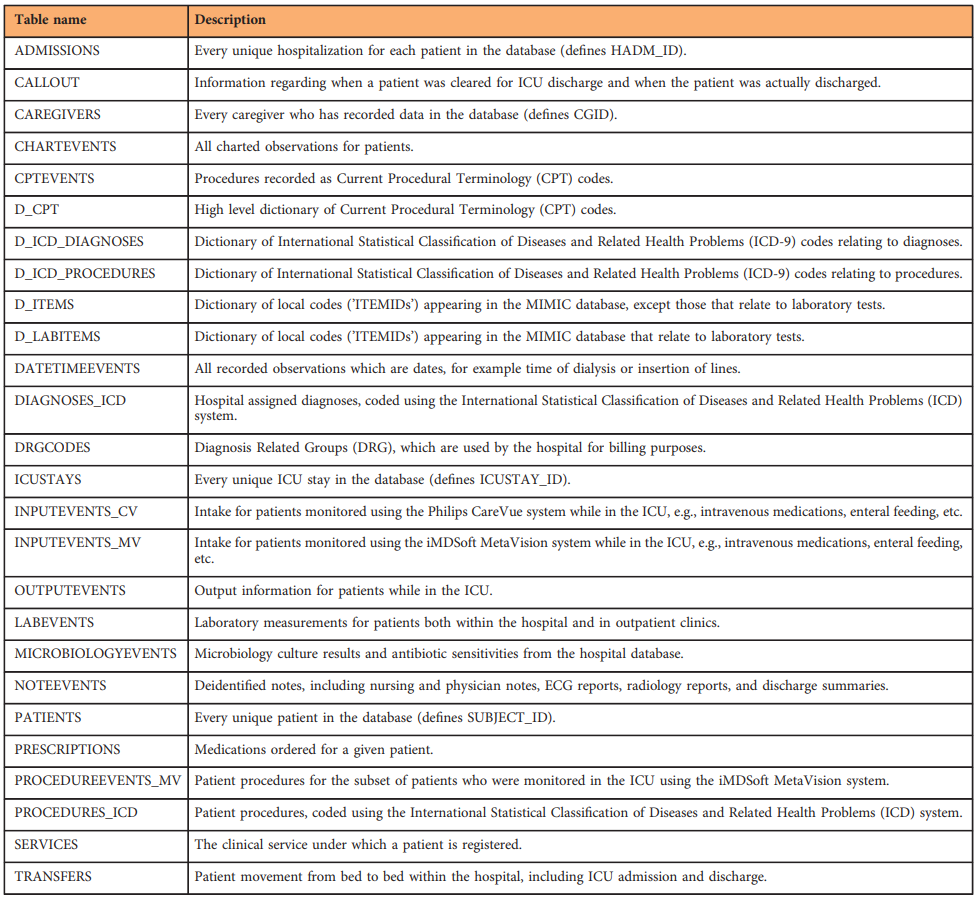 Table name Description
ADMISSIONS Every unique hospitalization for each patient in the database (defines HADM_ID).
CALLOUT Information regarding when a patient was cleared for ICU discharge and when the patient was actually discharged.
CAREGIVERS Every caregiver who has recorded data in the database (defines CGID).
CHARTEVENTS All charted observations for patients.
CPTEVENTS Procedures recorded as Current Procedural Terminology (CPT) codes.
D_CPT High level dictionary of Current Procedural Terminology (CPT) codes.
D_ICD_DIAGNOSES Dictionary of International Statistical Classification of Diseases and Related Health Problems (ICD-9) codes relating to diagnoses.
D_ICD_PROCEDURES Dictionary of International Statistical Classification of Diseases and Related Health Problems (ICD-9) codes relating to procedures.
D_ITEMS Dictionary of local codes ('ITEMIDs') appearing in the MIMIC database, except those that relate to laboratory tests.
D_LABITEMS Dictionary of local codes ('ITEMIDs') appearing in the MIMIC database that relate to laboratory tests.
DATETIMEEVENTS All recorded observations which are dates, for example time of dialysis or insertion of lines.
DIAGNOSES_ICD Hospital assigned diagnoses, coded using the International Statistical Classification of Diseases and Related Health Problems (ICD)
system.
DRGCODES Diagnosis Related Groups (DRG), which are used by the hospital for billing purposes.
ICUSTAYS Every unique ICU stay in the database (defines ICUSTAY_ID).
INPUTEVENTS_CV Intake for patients monitored using the Philips CareVue system while in the ICU, e.g., intravenous medications, enteral feeding, etc.
INPUTEVENTS_MV Intake for patients monitored using the iMDSoft MetaVision system while in the ICU, e.g., intravenous medications, enteral feeding,
etc.
OUTPUTEVENTS Output information for patients while in the ICU.
LABEVENTS Laboratory measurements for patients both within the hospital and in outpatient clinics.
MICROBIOLOGYEVENTS Microbiology culture results and antibiotic sensitivities from the hospital database.
NOTEEVENTS Deidentified notes, including nursing and physician notes, ECG reports, radiology reports, and discharge summaries.
PATIENTS Every unique patient in the database (defines SUBJECT_ID).
PRESCRIPTIONS Medications ordered for a given patient.
PROCEDUREEVENTS_MV Patient procedures for the subset of patients who were monitored in the ICU using the iMDSoft MetaVision system.
PROCEDURES_ICD Patient procedures, coded using the International Statistical Classification of Diseases and Related Health Problems (ICD) system.
SERVICES The clinical service under which a patient is registered.
TRANSFERS Patient movement from bed to bed within the hospital, including ICU admission and discharge.